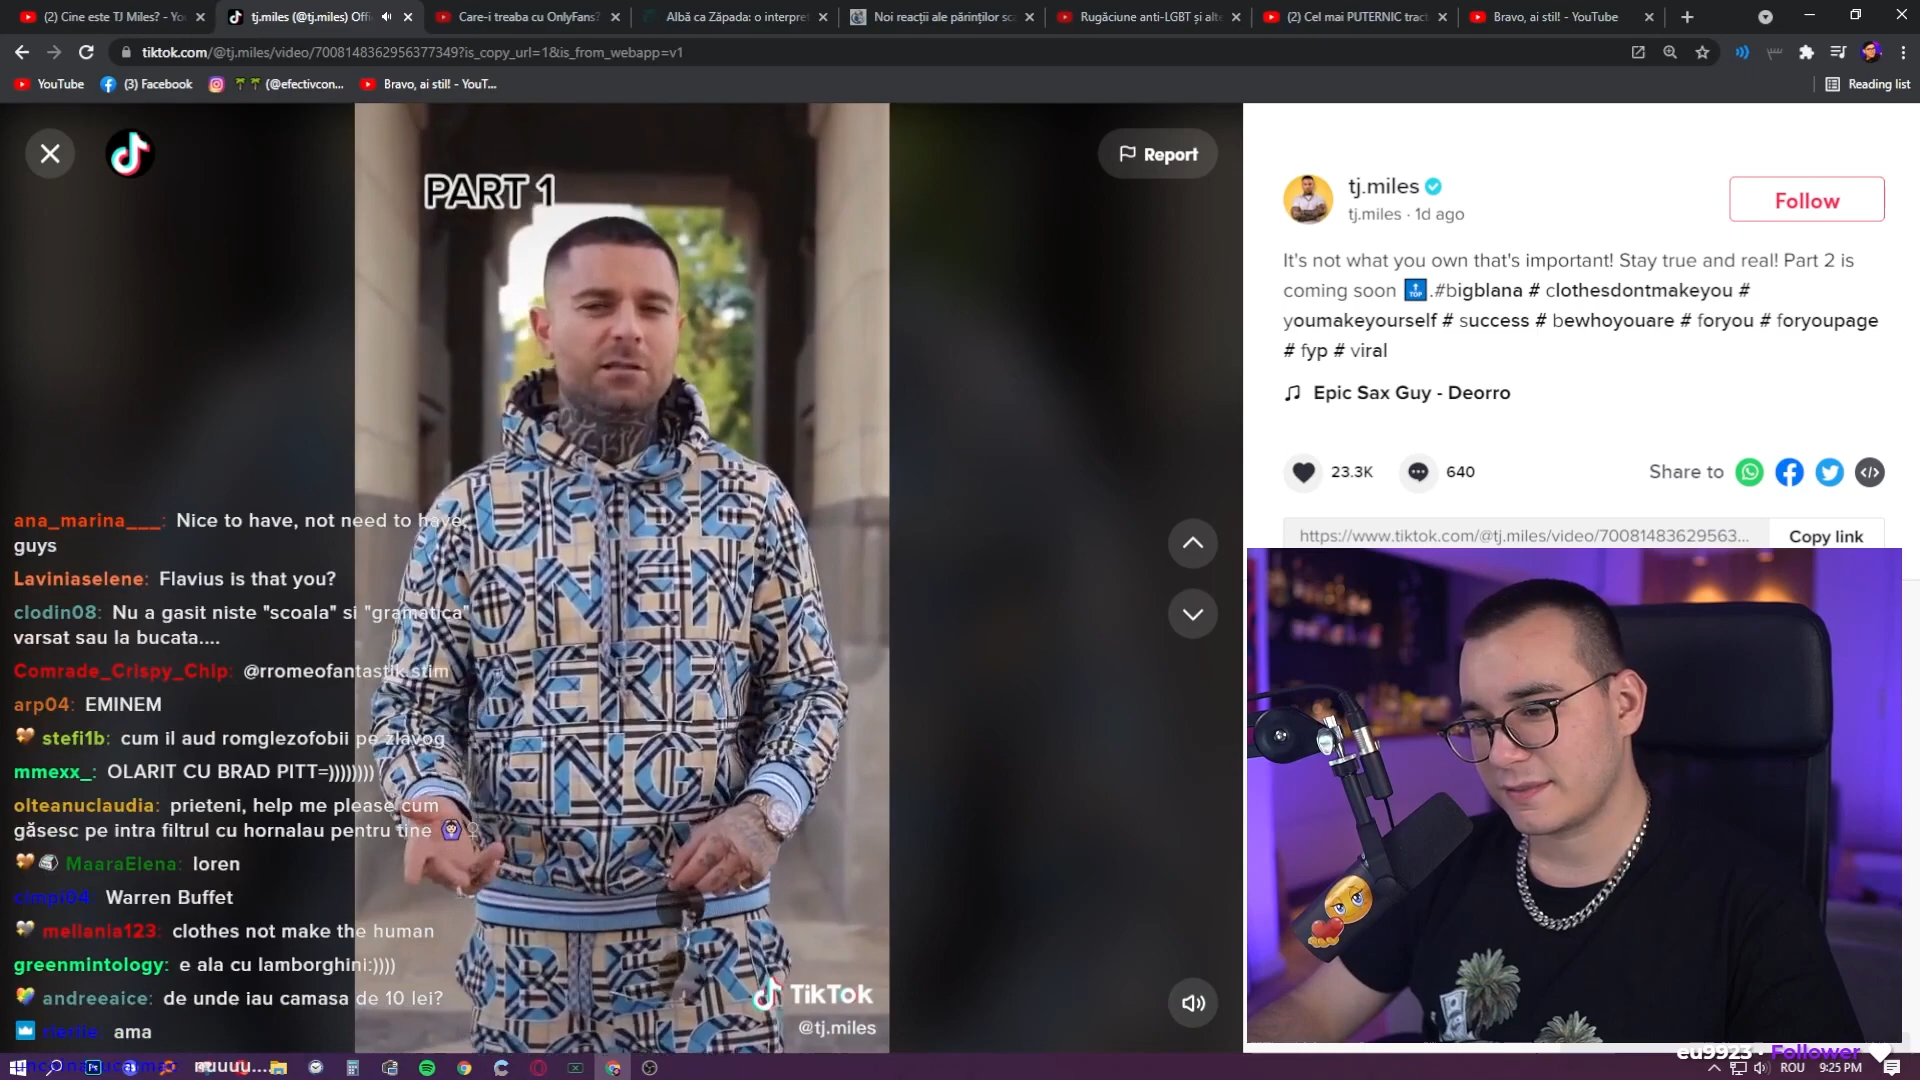 (2) Cine este TJ Miles? - Yo
tj.miles (@tj.miles) Offi
Care-i treaba cu OnlyFans?
Albă ca Zăpada: o interpret
Noi reacții ale părinților sc
Rugăciune anti-LGBT și alte
(2) Cel mai PUTERNIC tract
Bravo, ai stil! - YouTube
tiktok.com/@tj.miles/video/7008148362956377349?is_copy_url=1&is_from_webapp=v1
YouTube
(3) Facebook
(@efectivcon...
Bravo, ai stil! - YouT...
Reading list
PART 1
Report
tj.miles
tj.miles · 1d ago
Follow
It's not what you own that's important! Stay true and real! Part 2 is
coming soon 🔝.#bigblana # clothesdontmakeyou #
youmakeyourself # success # bewhoyouare # foryou # foryoupage
# fyp # viral
Epic Sax Guy - Deorro
23.3K
640
Share to
https://www.tiktok.com/@tj.miles/video/70081483629563...
Copy link
ana_marina___: Nice to have, not need to have,
guys
Laviniaselene: Flavius is that you?
clodin08: Nu a gasit niste "scoala" si "gramatica"
varsat sau la bucata....
Comrade_Crispy_Chip: @rromeofantastik stim
arp04: EMINEM
stefi1b: cum il aud romglezofobii pe zlavog
mmexx_: OLARIT CU BRAD PITT=))))))))
olteanuclaudia: prieteni, help me please cum
găsesc pe intra filtrul cu hornalau pentru tine
MaaraElena: loren
cimpi04: Warren Buffet
mellania123: clothes not make the human
greenmintology: e ala cu lamborghini:))))
andreeaice: de unde iau camasa de 10 lei?
ama
TikTok
@tj.miles
eu9923 · Follower
ROU
9:25 PM